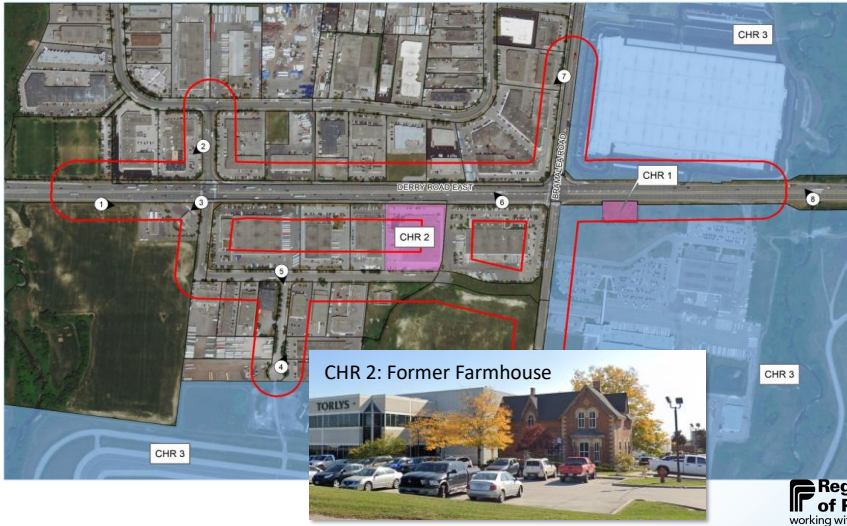 CHR 3
7
2
CHR 1
DERRY ROAD EAST
BRAMALEA ROAD
1
3
6
8
CHR 2
5
4
CHR 2: Former Farmhouse
TORLYS
CHR 3
CHR 3
Reg
of P
working wi